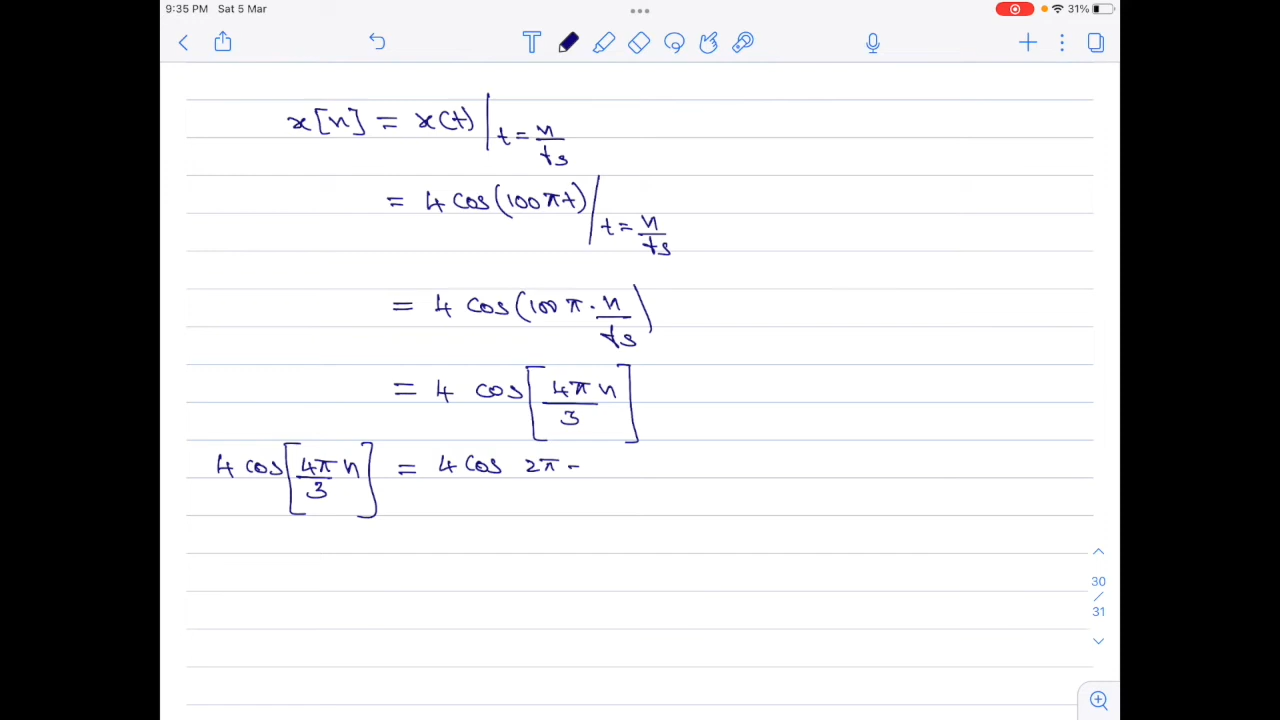 9:35 PM Sat 5 Mar 31%
x[n] = x(t) | t = n/fs
= 4 cos(100πt) | t = n/fs
= 4 cos(100π · n/fs)
= 4 cos[4πn/3]
4 cos[4π/3 n] = 4 cos 2π -
30
/
31